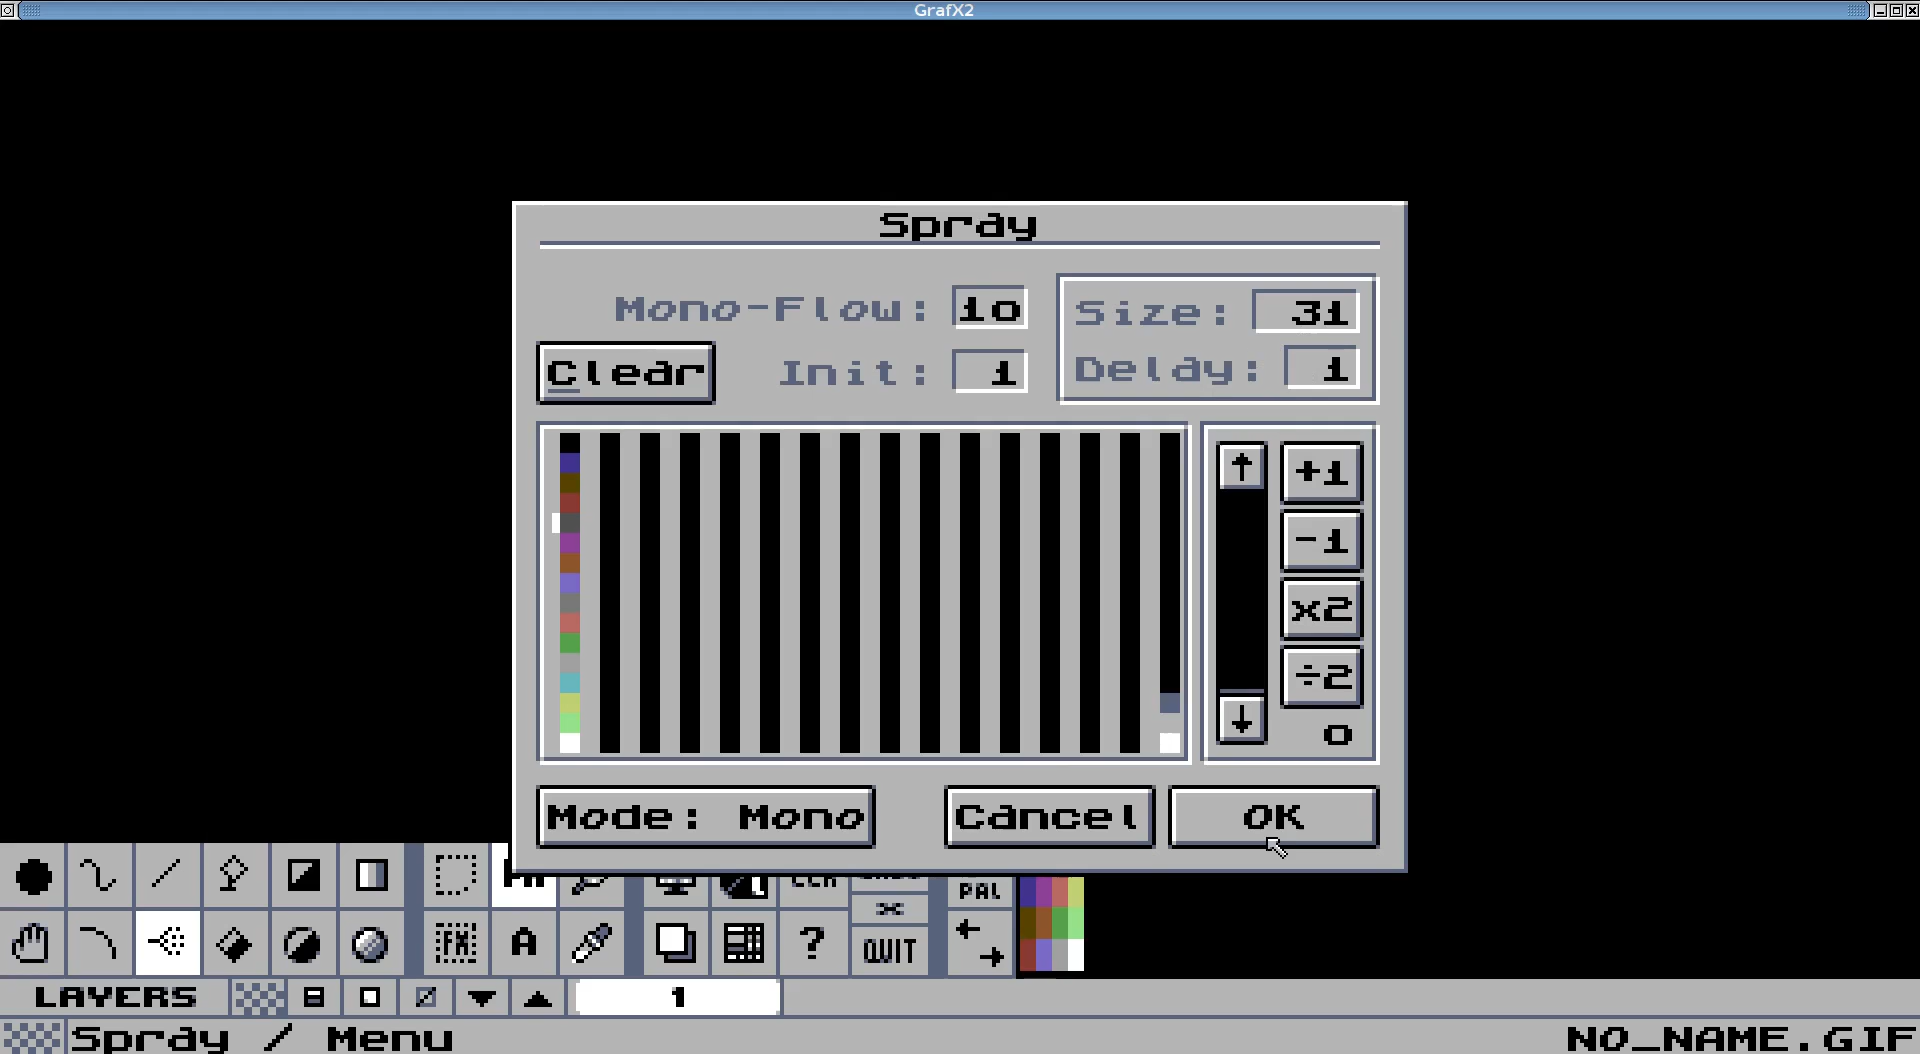 GrafX2
Spray
Mono-Flow: 10
Size: 31
Clear
Init: 1
Delay: 1
+1
-1
x2
÷2
0
Mode: Mono
Cancel
OK
PAL
FX
A
?
QUIT
LAYERS
1
Spray / Menu
NO_NAME.GIF